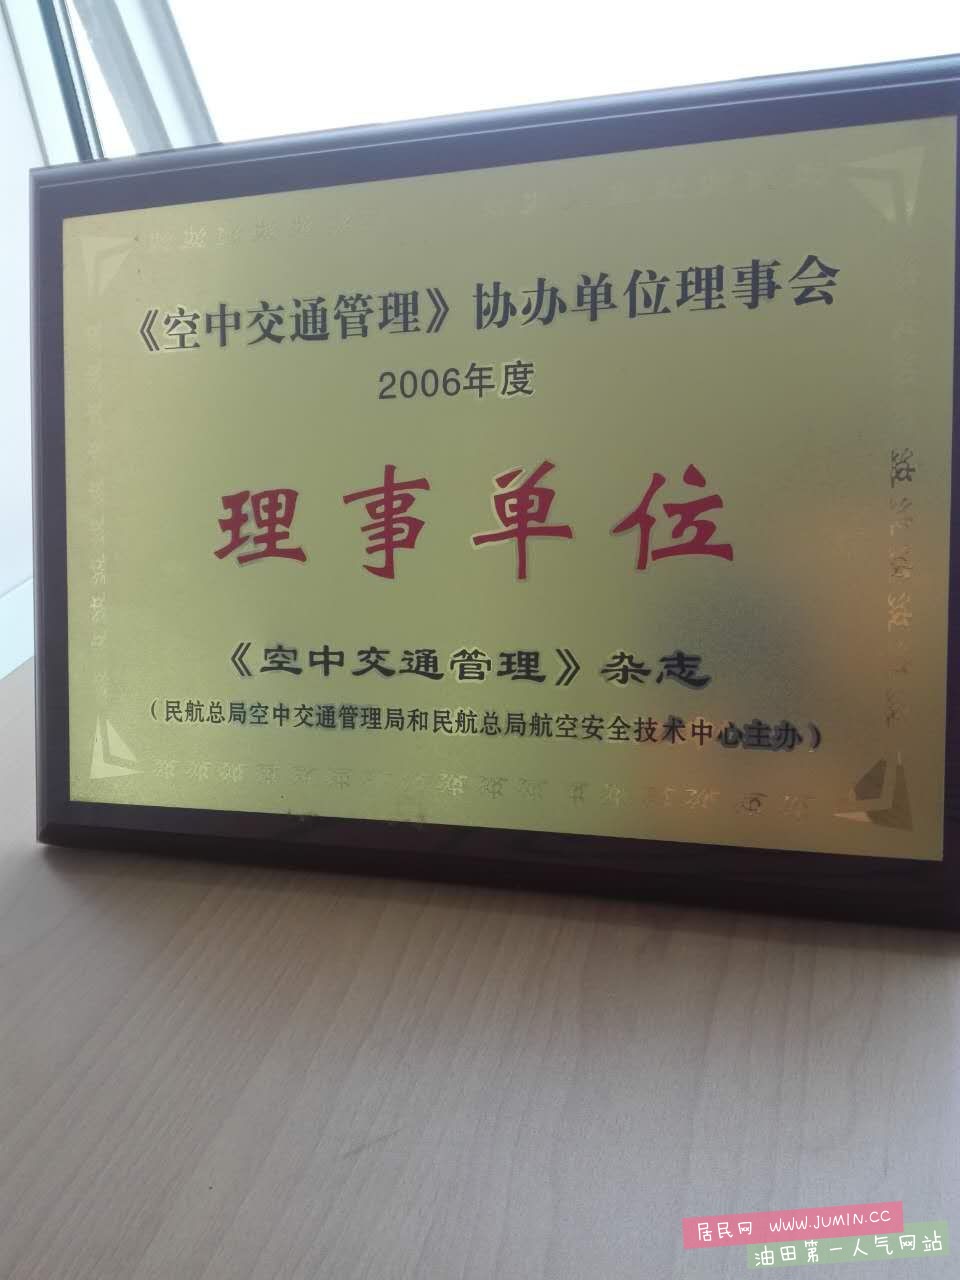 《空中交通管理》协办单位理事会
2006年度
理事单位
《空中交通管理》杂志
（民航总局空中交通管理局和民航总局航空安全技术中心主办）
居民网 WWW.JUMIN.CC
油田第一人气网站